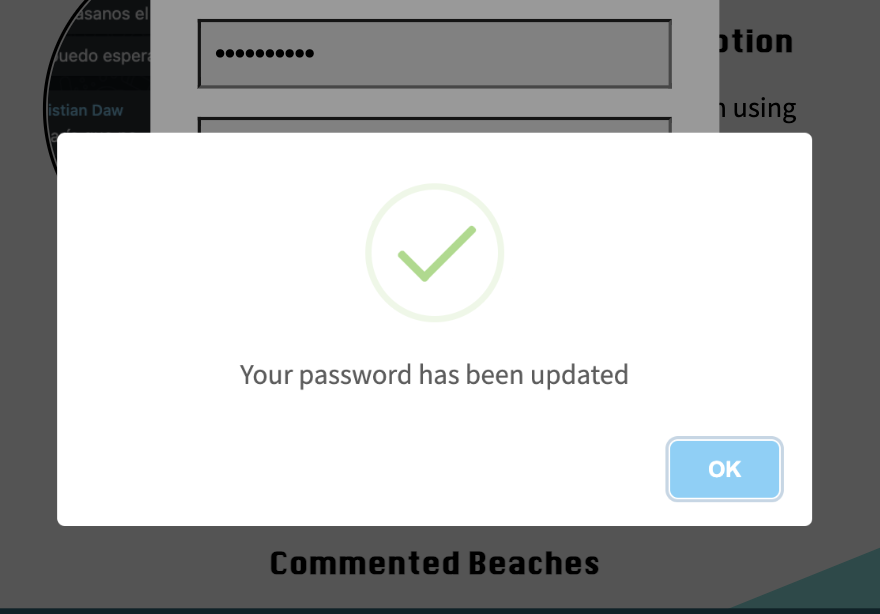 asanos el
ption
uedo espera
••••••••••
n using
istian Daw
Your password has been updated
OK
Commented Beaches